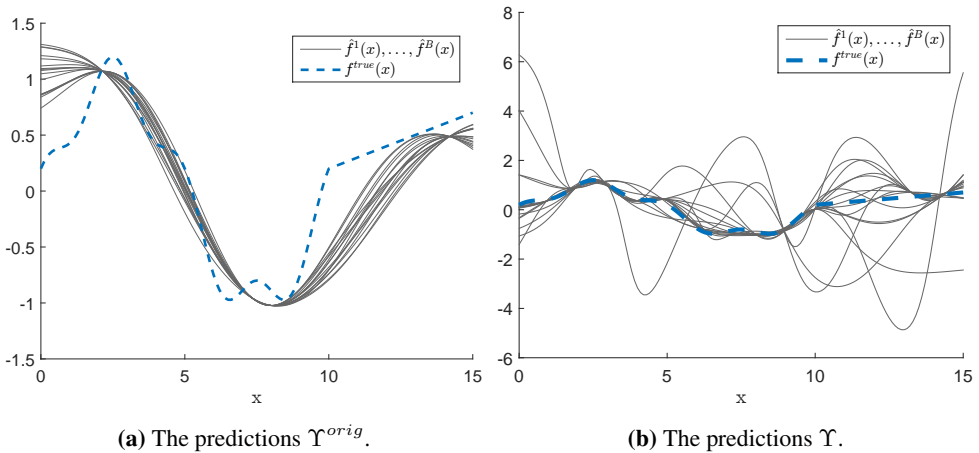 1.5
1
0.5
0
-0.5
-1
-1.5
0
5
10
15
x
f̂¹(x), . . . , f̂ᴮ(x)
fᵗʳᵘᵉ(x)
(a) The predictions ϒᵒʳⁱᵍ.
8
6
4
2
0
-2
-4
-6
0
5
10
15
x
f̂¹(x), . . . , f̂ᴮ(x)
fᵗʳᵘᵉ(x)
(b) The predictions ϒ.